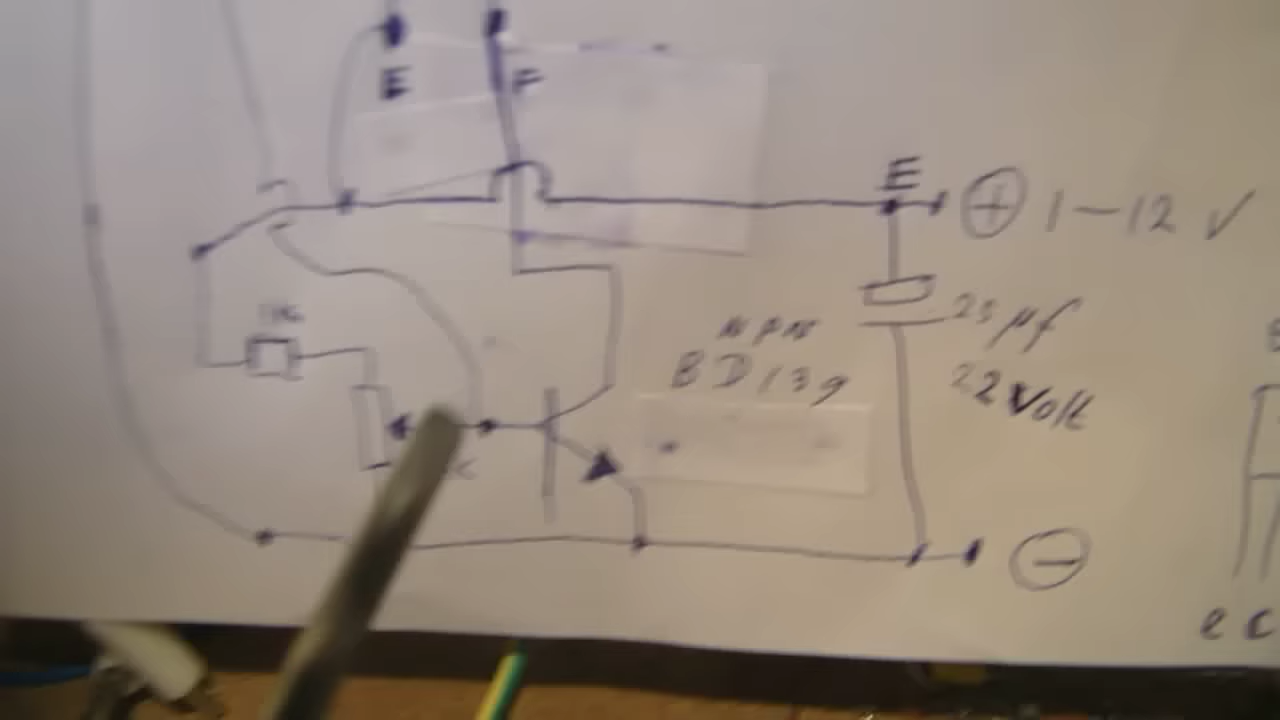 E F
E
⊕ 1-12 V
1K
25 µf
22 Volt
npn
BD139
⊖
e c